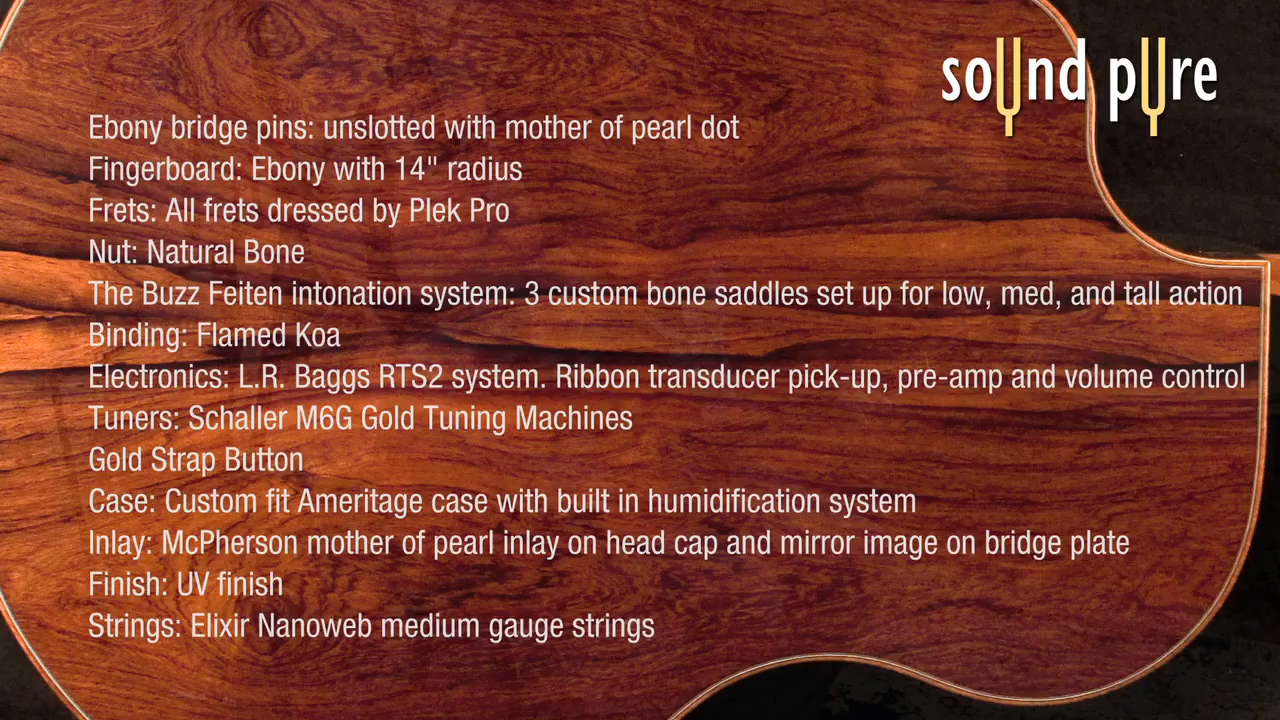 sound pure
Ebony bridge pins: unslotted with mother of pearl dot
Fingerboard: Ebony with 14" radius
Frets: All frets dressed by Plek Pro
Nut: Natural Bone
The Buzz Feiten intonation system: 3 custom bone saddles set up for low, med, and tall action
Binding: Flamed Koa
Electronics: L.R. Baggs RTS2 system. Ribbon transducer pick-up, pre-amp and volume control
Tuners: Schaller M6G Gold Tuning Machines
Gold Strap Button
Case: Custom fit Ameritage case with built in humidification system
Inlay: McPherson mother of pearl inlay on head cap and mirror image on bridge plate
Finish: UV finish
Strings: Elixir Nanoweb medium gauge strings